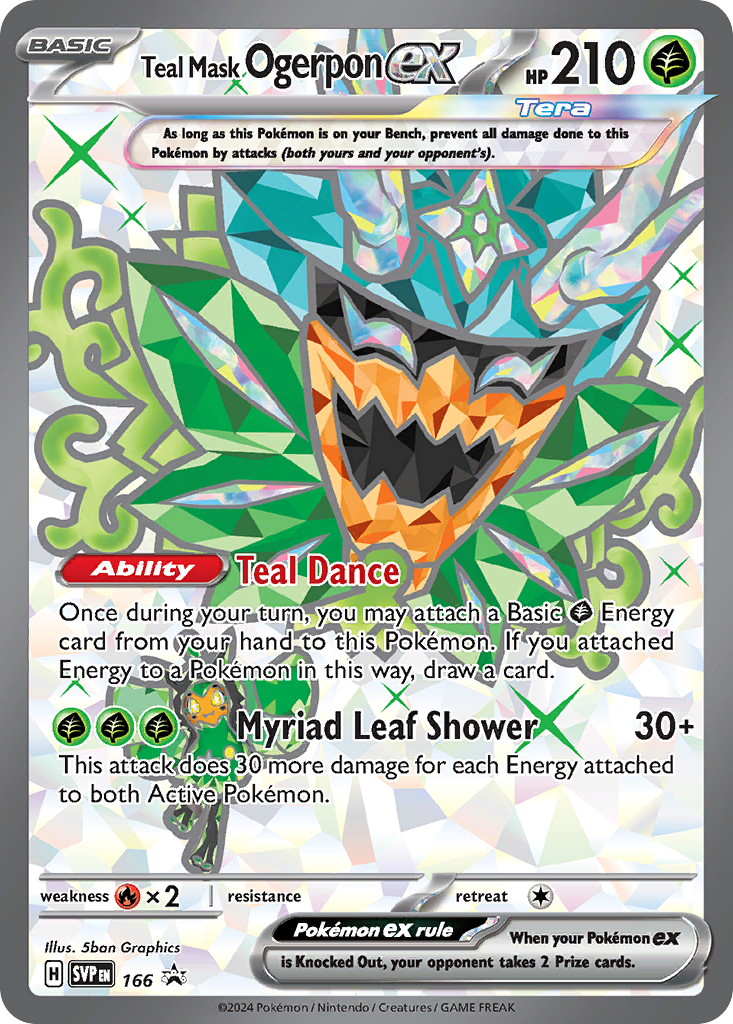 BASIC Teal Mask Ogerpon ex HP 210
Tera
As long as this Pokémon is on your Bench, prevent all damage done to this
Pokémon by attacks (both yours and your opponent's).
Ability Teal Dance
Once during your turn, you may attach a Basic Energy
card from your hand to this Pokémon. If you attached
Energy to a Pokémon in this way, draw a card.
Myriad Leaf Shower 30+
This attack does 30 more damage for each Energy attached
to both Active Pokémon.
weakness ×2 resistance retreat
Illus. 5ban Graphics
Pokémon ex rule When your Pokémon ex
is Knocked Out, your opponent takes 2 Prize cards.
H SVP EN 166
©2024 Pokémon / Nintendo / Creatures / GAME FREAK